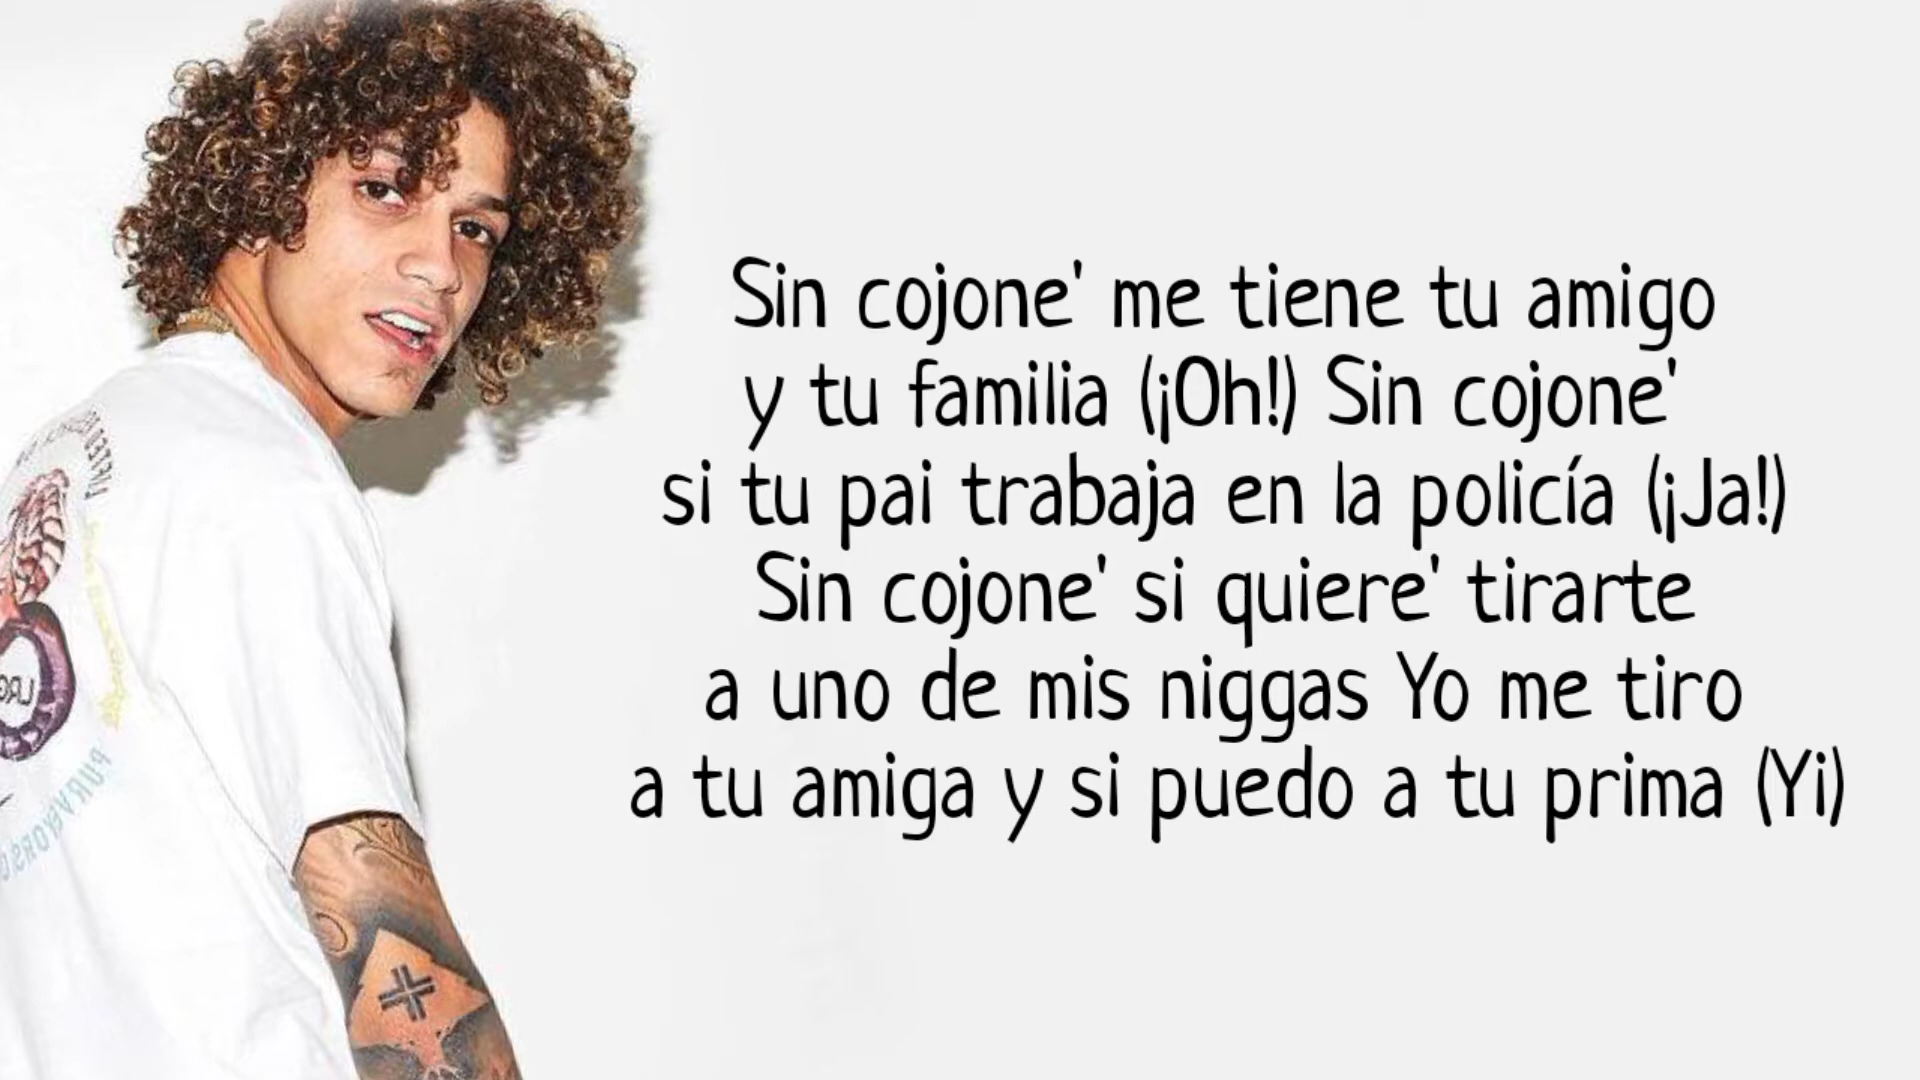 Sin cojone' me tiene tu amigo
y tu familia (¡Oh!) Sin cojone'
si tu pai trabaja en la policía (¡Ja!)
Sin cojone' si quiere' tirarte
a uno de mis niggas Yo me tiro
a tu amiga y si puedo a tu prima (Yi)
LRG